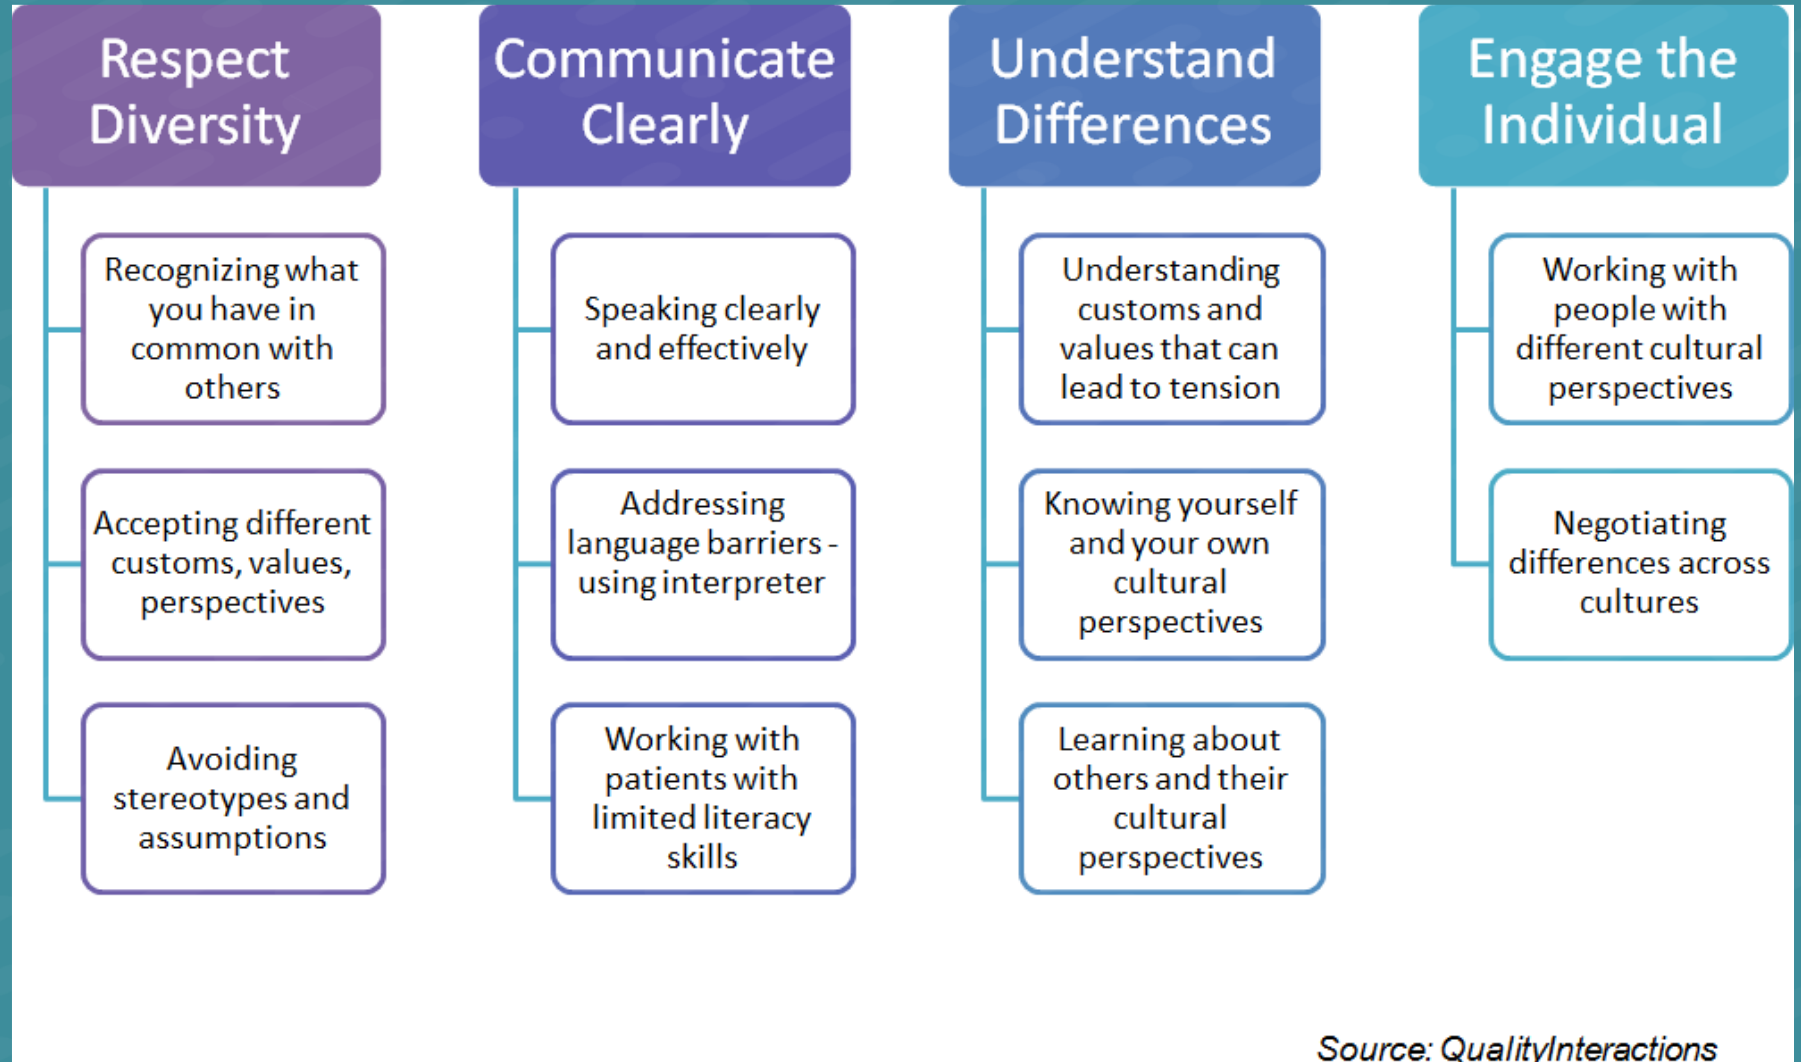 Respect
Diversity
Recognizing what
you have in
common with
others
Accepting different
customs, values,
perspectives
Avoiding
stereotypes and
assumptions
Communicate
Clearly
Speaking clearly
and effectively
Addressing
language barriers -
using interpreter
Working with
patients with
limited literacy
skills
Understand
Differences
Understanding
customs and
values that can
lead to tension
Knowing yourself
and your own
cultural
perspectives
Learning about
others and their
cultural
perspectives
Engage the
Individual
Working with
people with
different cultural
perspectives
Negotiating
differences across
cultures
Source: QualityInteractions